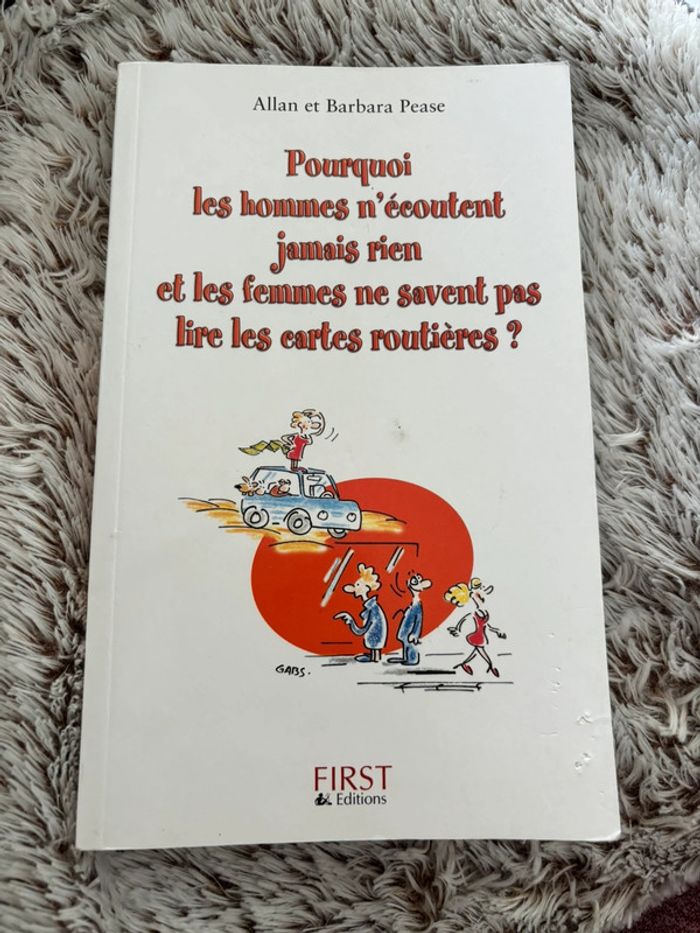 Allan et Barbara Pease
Pourquoi
les hommes n'écoutent
jamais rien
et les femmes ne savent pas
lire les cartes routières ?
GABS.
FIRST
Editions